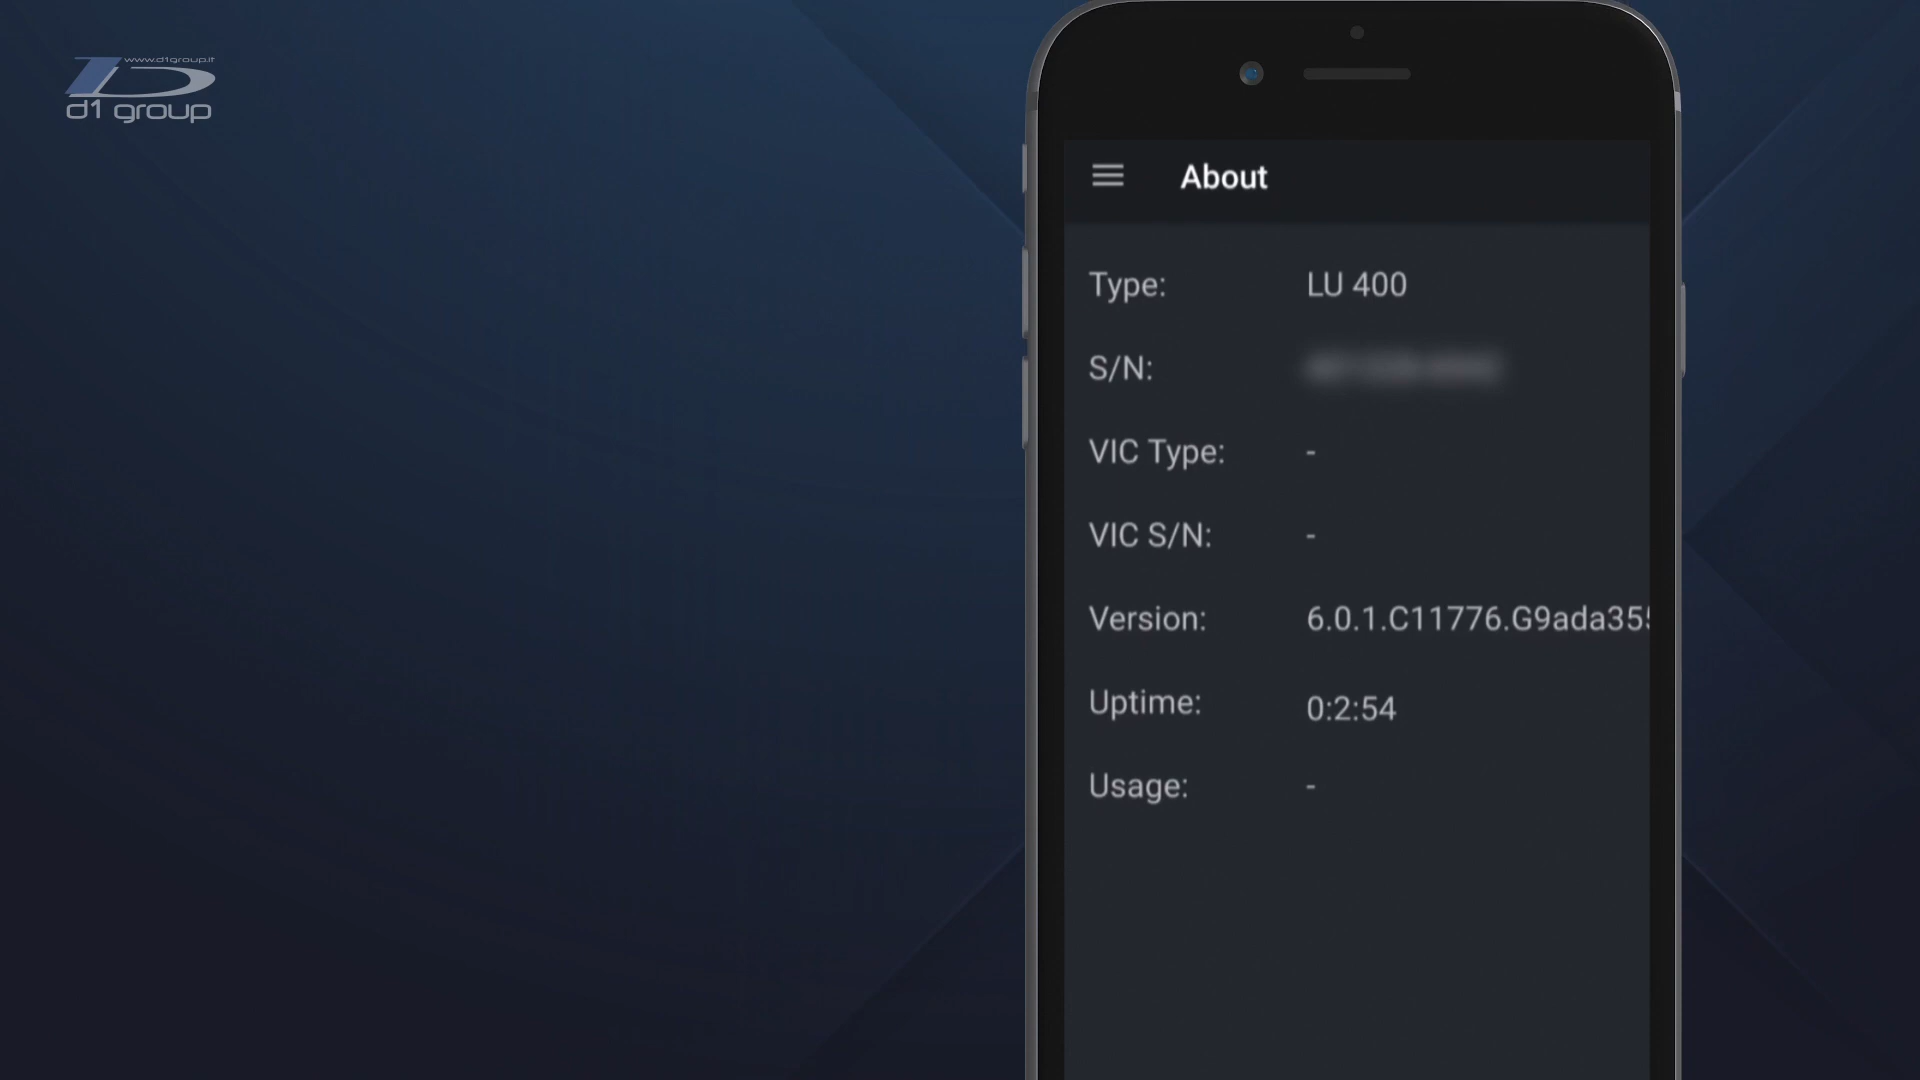 www.d1group.it
d1 group
About
Type: LU 400
S/N:
VIC Type: -
VIC S/N: -
Version: 6.0.1.C11776.G9ada355
Uptime: 0:2:54
Usage: -